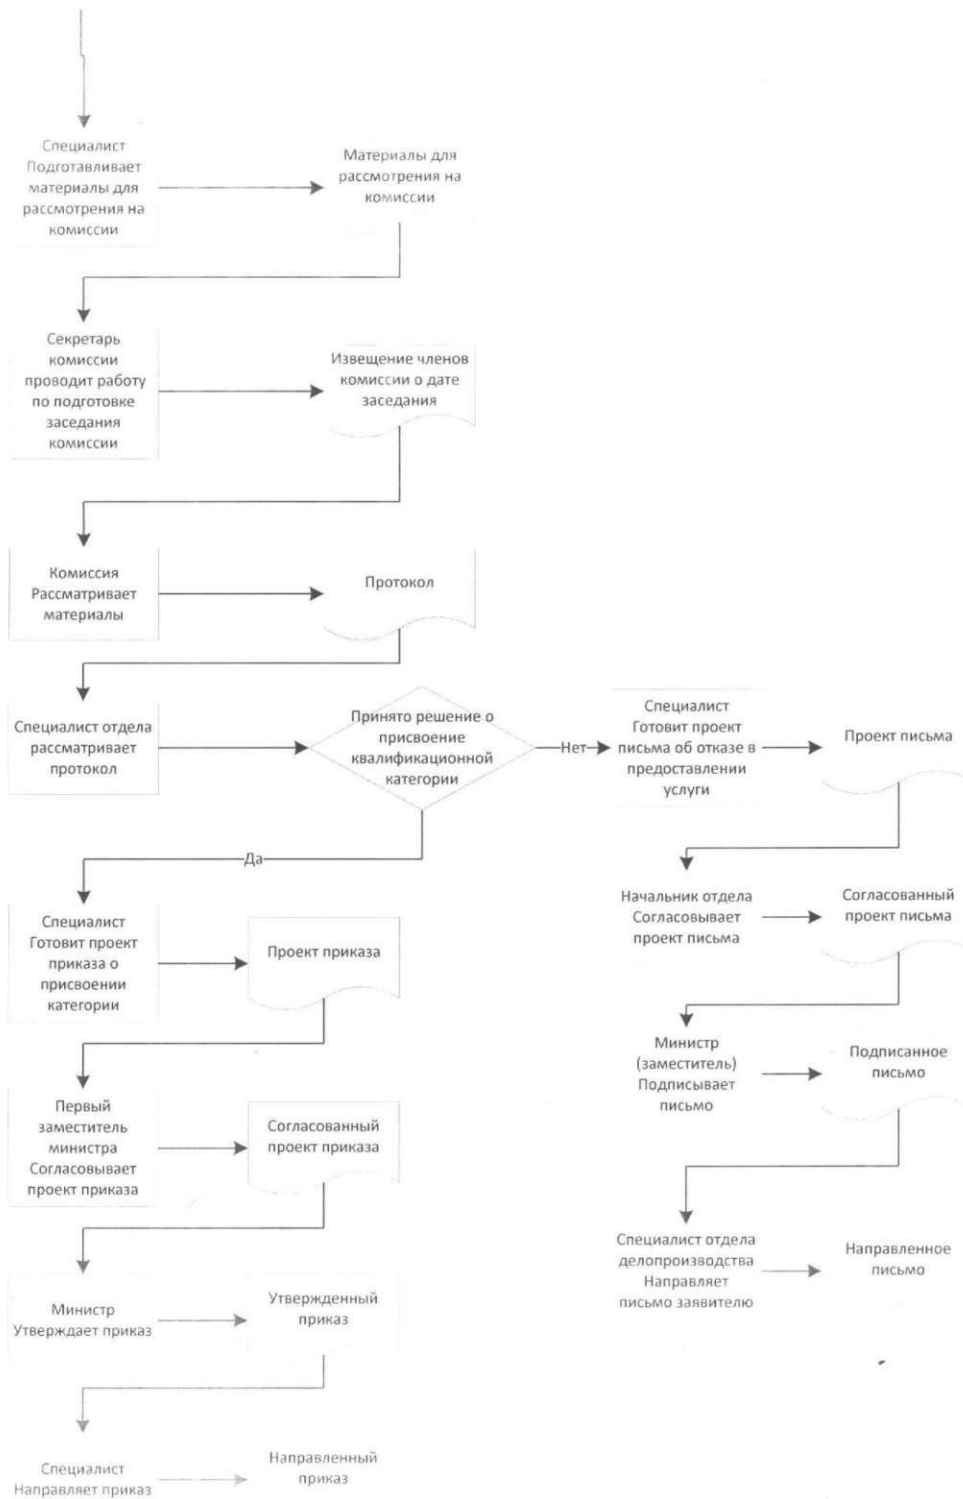 Специалист
Подготавливает
материалы для
рассмотрения на
комиссии
Материалы для
рассмотрения на
комиссии
Секретарь
комиссии
проводит работу
по подготовке
заседания
комиссии
Извещение членов
комиссии о дате
заседания
Комиссия
Рассматривает
материалы
Протокол
Специалист отдела
рассматривает
протокол
Принято решение о
присвоение
квалификационной
категории
Нет
Специалист
Готовит проект
письма об отказе в
предоставлении
услуги
Проект письма
Да
Начальник отдела
Согласовывает
проект письма
Согласованный
проект письма
Специалист
Готовит проект
приказа о
присвоении
категории
Проект приказа
Министр
(заместитель)
Подписывает
письмо
Подписанное
письмо
Первый
заместитель
министра
Согласовывает
проект приказа
Согласованный
проект приказа
Специалист отдела
делопроизводства
Направляет
письмо заявителю
Направленное
письмо
Министр
Утверждает приказ
Утвержденный
приказ
Специалист
Направляет приказ
Направленный
приказ